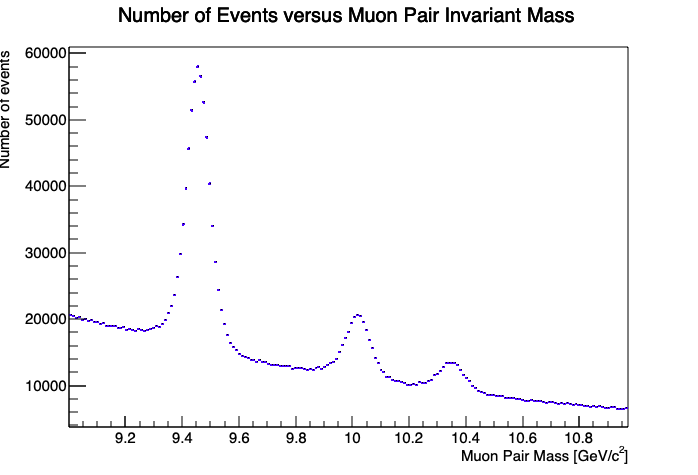 Number of Events versus Muon Pair Invariant Mass
Number of events
60000
50000
40000
30000
20000
10000
9.2 9.4 9.6 9.8 10 10.2 10.4 10.6 10.8
Muon Pair Mass [GeV/c²]